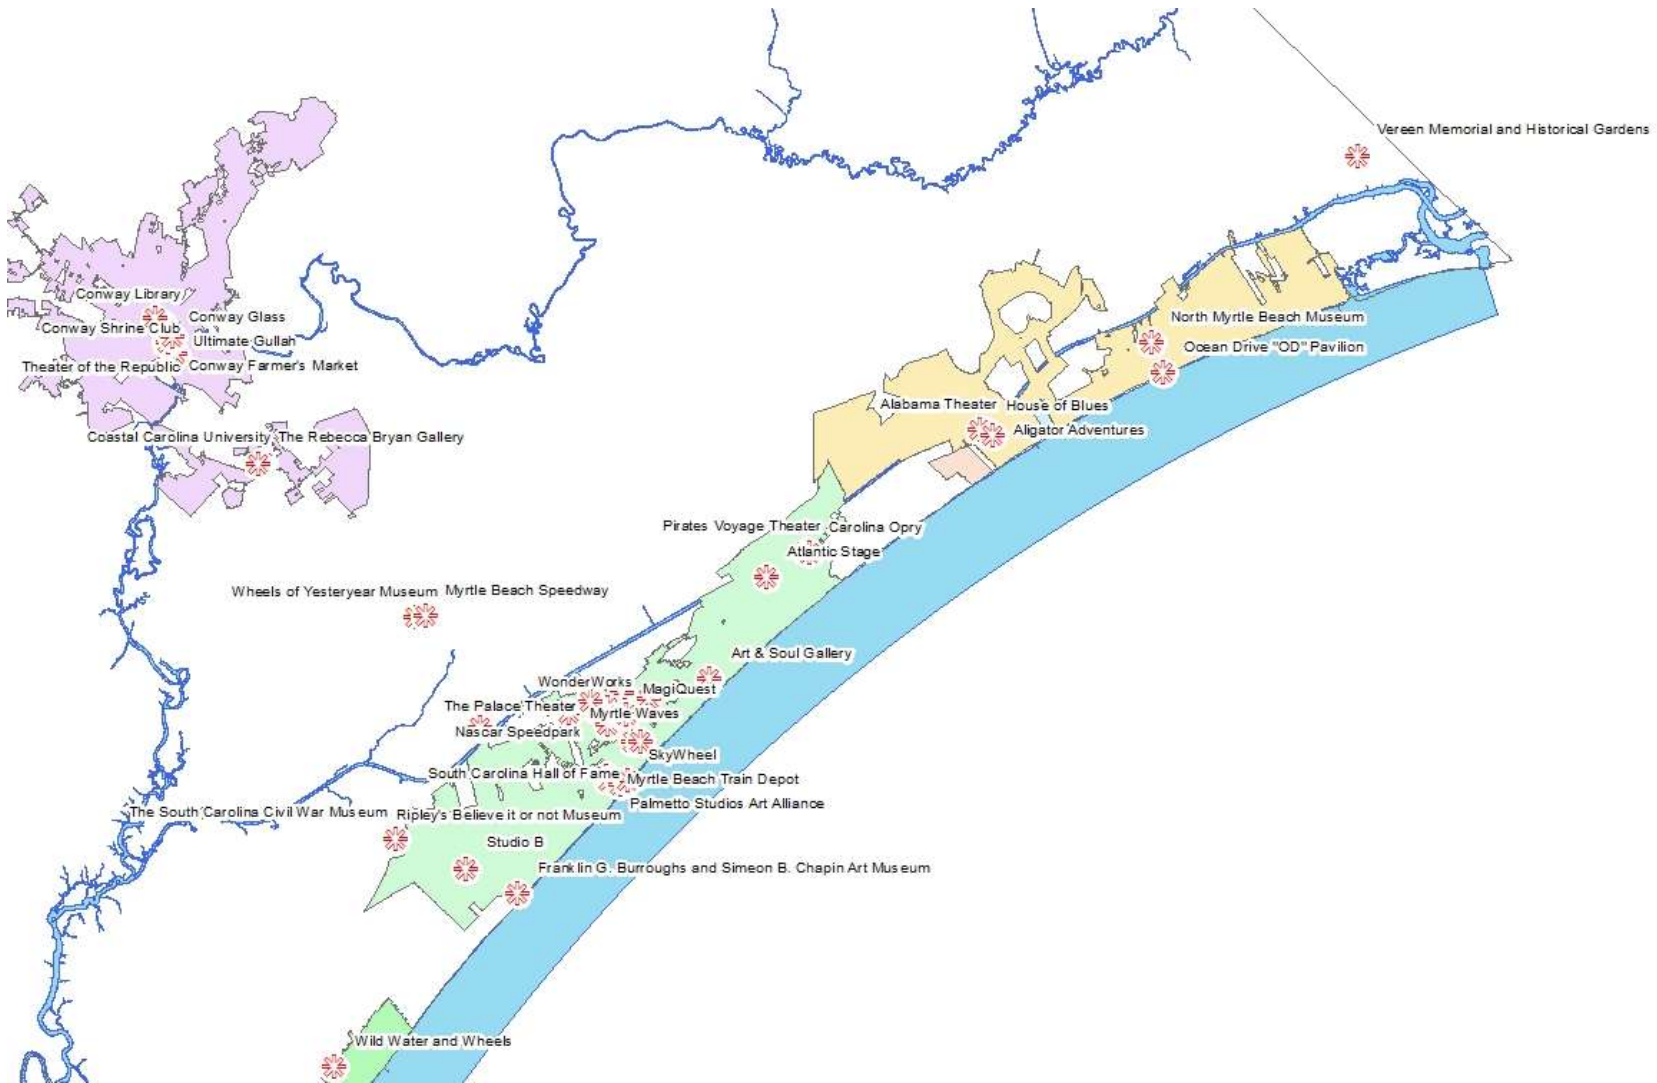 Vereen Memorial and Historical Gardens
Conway Library
Conway Glass
North Myrtle Beach Museum
Conway Shrine Club
Ultimate Gullah
Ocean Drive "OD" Pavilion
Theater of the Republic
Conway Farmer's Market
Alabama Theater
House of Blues
Aligator Adventures
Coastal Carolina University
The Rebecca Bryan Gallery
Pirates Voyage Theater
Carolina Opry
Atlantic Stage
Wheels of Yesteryear Museum
Myrtle Beach Speedway
Art & Soul Gallery
WonderWorks
MagiQuest
The Palace Theater
Myrtle Waves
Nascar Speedpark
SkyWheel
South Carolina Hall of Fame
Myrtle Beach Train Depot
Palmetto Studios Art Alliance
The South Carolina Civil War Museum
Ripley's Believe it or not Museum
Studio B
Franklin G. Burroughs and Simeon B. Chapin Art Museum
Wild Water and Wheels